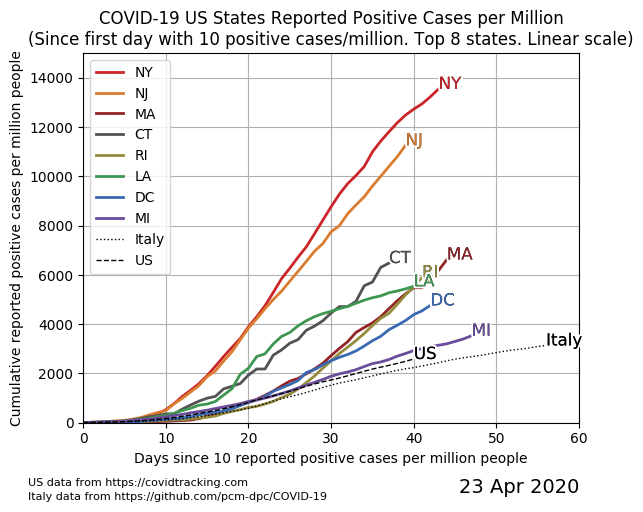 COVID-19 US States Reported Positive Cases per Million
(Since first day with 10 positive cases/million. Top 8 states. Linear scale)
Cumulative reported positive cases per million people
14000
12000
10000
8000
6000
4000
2000
0
NY
NJ
MA
CT
RI
LA
DC
MI
Italy
US
NY
NJ
CT
MA
RI
LA
DC
MI
Italy
US
0 10 20 30 40 50 60
Days since 10 reported positive cases per million people
US data from https://covidtracking.com
Italy data from https://github.com/pcm-dpc/COVID-19
23 Apr 2020